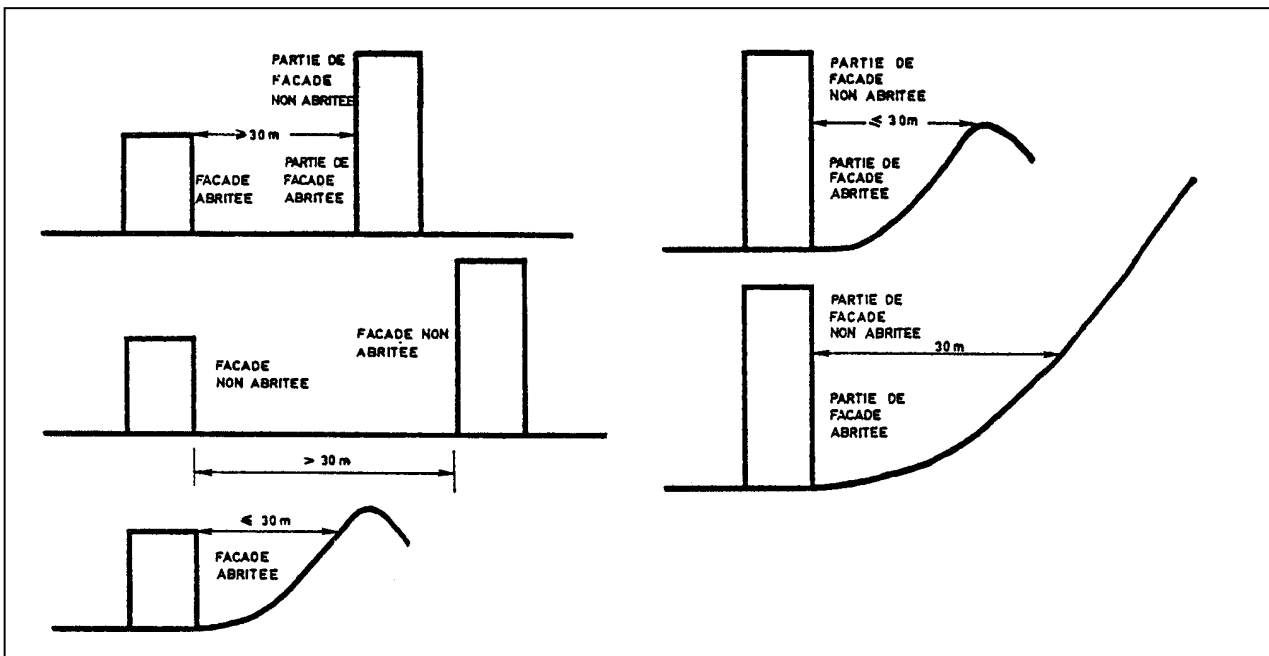 PARTIE DE
FACADE
NON ABRITEE
≥30 m
PARTIE DE
FACADE
ABRITEE
FACADE
ABRITEE
FACADE NON
ABRITÉE
FACADE
NON ABRITEE
> 30 m
≤ 30 m
FACADE
ABRITEE
PARTIE DE
FACADE
NON ABRITEE
≤ 30 m
PARTIE DE
FACADE
ABRITEE
PARTIE DE
FACADE
NON ABRITEE
30 m
PARTIE DE
FACADE
ABRITEE